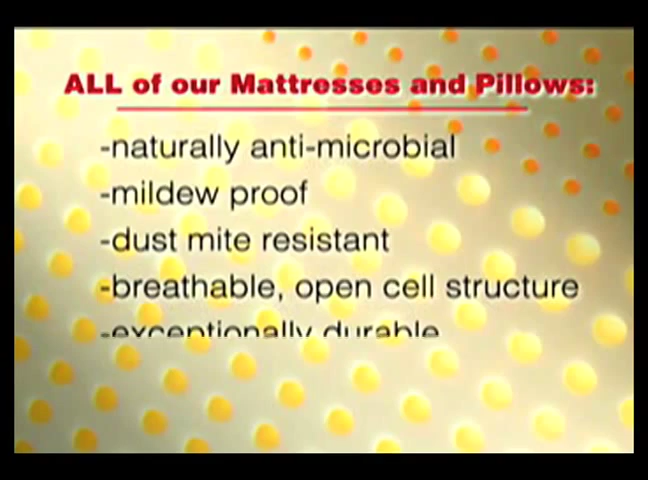 ALL of our Mattresses and Pillows:
-naturally anti-microbial
-mildew proof
-dust mite resistant
-breathable, open cell structure
-exceptionally durable